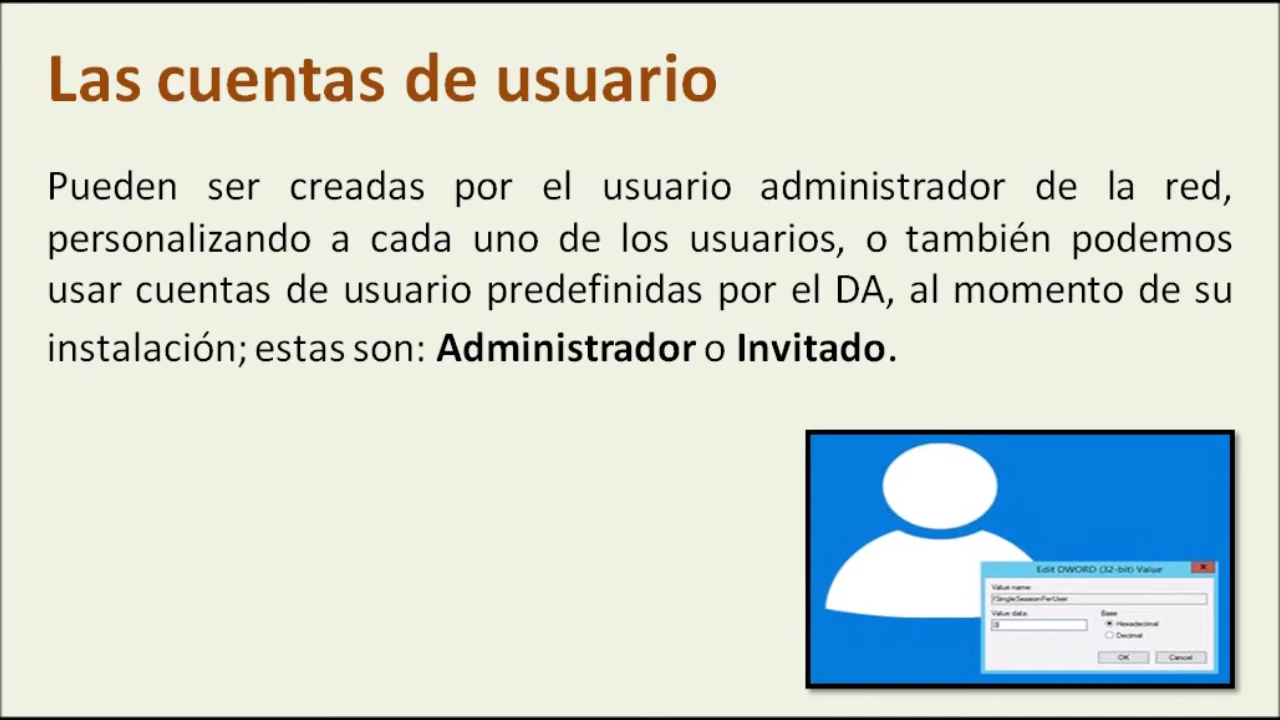 Las cuentas de usuario
Pueden ser creadas por el usuario administrador de la red,
personalizando a cada uno de los usuarios, o también podemos
usar cuentas de usuario predefinidas por el DA, al momento de su
instalación; estas son: Administrador o Invitado.
Edit DWORD (32-bit) Value
Value name:
fSingleSessionPerUser
Value data:
Base
Hexadecimal
Decimal
OK
Cancel